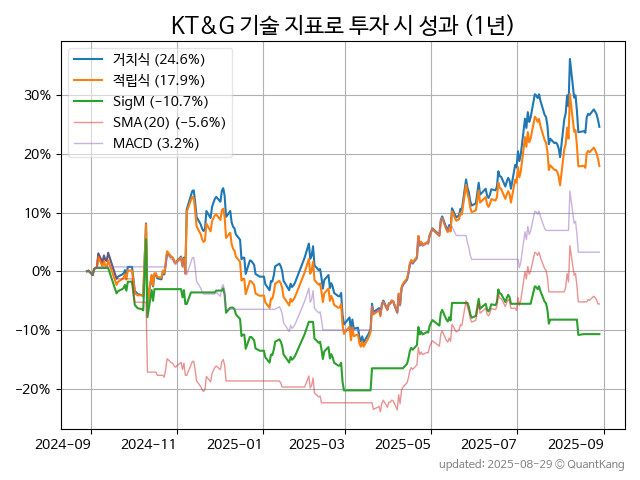 KT&G 기술 지표로 투자 시 성과 (1년)
거치식 (24.6%)
적립식 (17.9%)
SigM (−10.7%)
SMA(20) (−5.6%)
MACD (3.2%)
30%
20%
10%
0%
−10%
−20%
2024-09 2024-11 2025-01 2025-03 2025-05 2025-07 2025-09
updated: 2025-08-29 © QuantKang